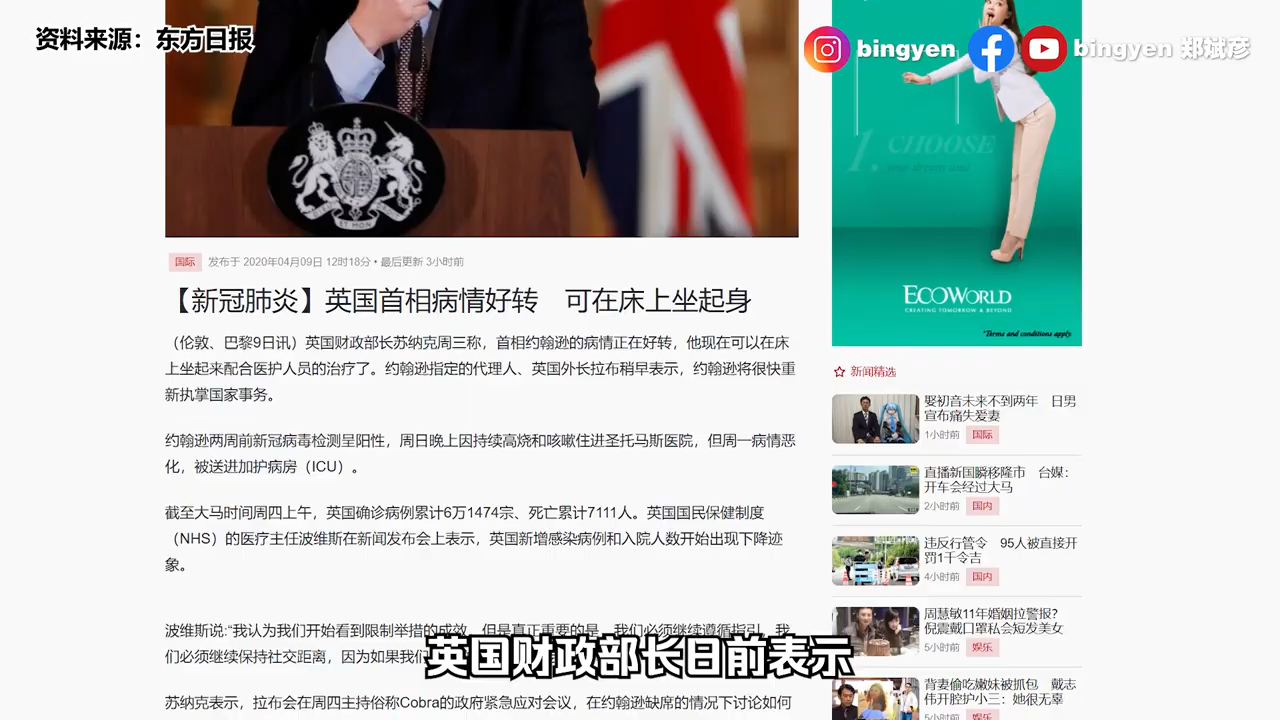 资料来源：东方日报
bingyen
bingyen 郑斌彦
1. CHOOSE
your dream unit
ET MON
ECOWORLD
CREATING TOMORROW & BEYOND
*Terms and conditions apply.
国际 发布于 2020年04月09日 12时18分 • 最后更新 3小时前
【新冠肺炎】英国首相病情好转　可在床上坐起身
（伦敦、巴黎9日讯）英国财政部长苏纳克周三称，首相约翰逊的病情正在好转，他现在可以在床
上坐起来配合医护人员的治疗了。约翰逊指定的代理人、英国外长拉布稍早表示，约翰逊将很快重
新执掌国家事务。
约翰逊两周前新冠病毒检测呈阳性，周日晚上因持续高烧和咳嗽住进圣托马斯医院，但周一病情恶
化，被送进加护病房（ICU）。
截至大马时间周四上午，英国确诊病例累计6万1474宗、死亡累计7111人。英国国民保健制度
（NHS）的医疗主任波维斯在新闻发布会上表示，英国新增感染病例和入院人数开始出现下降迹
象。
波维斯说:“我认为我们开始看到限制举措的成效，但是真正重要的是，我们必须继续遵循指引，我
们必须继续保持社交距离，因为如果我们
苏纳克表示，拉布会在周四主持俗称Cobra的政府紧急应对会议，在约翰逊缺席的情况下讨论如何
新闻精选
娶初音未来不到两年　日男
宣布痛失爱妻
1小时前 国际
直播新国瞬移隆市　台媒：
开车会经过大马
2小时前 国内
违反行管令　95人被直接开
罚1千令吉
4小时前 国内
周慧敏11年婚姻拉警报？
倪震戴口罩私会短发美女
5小时前 娱乐
背妻偷吃嫩妹被抓包　戴志
伟开腔护小三：她很无辜
5小时前 娱乐
英国财政部长日前表示